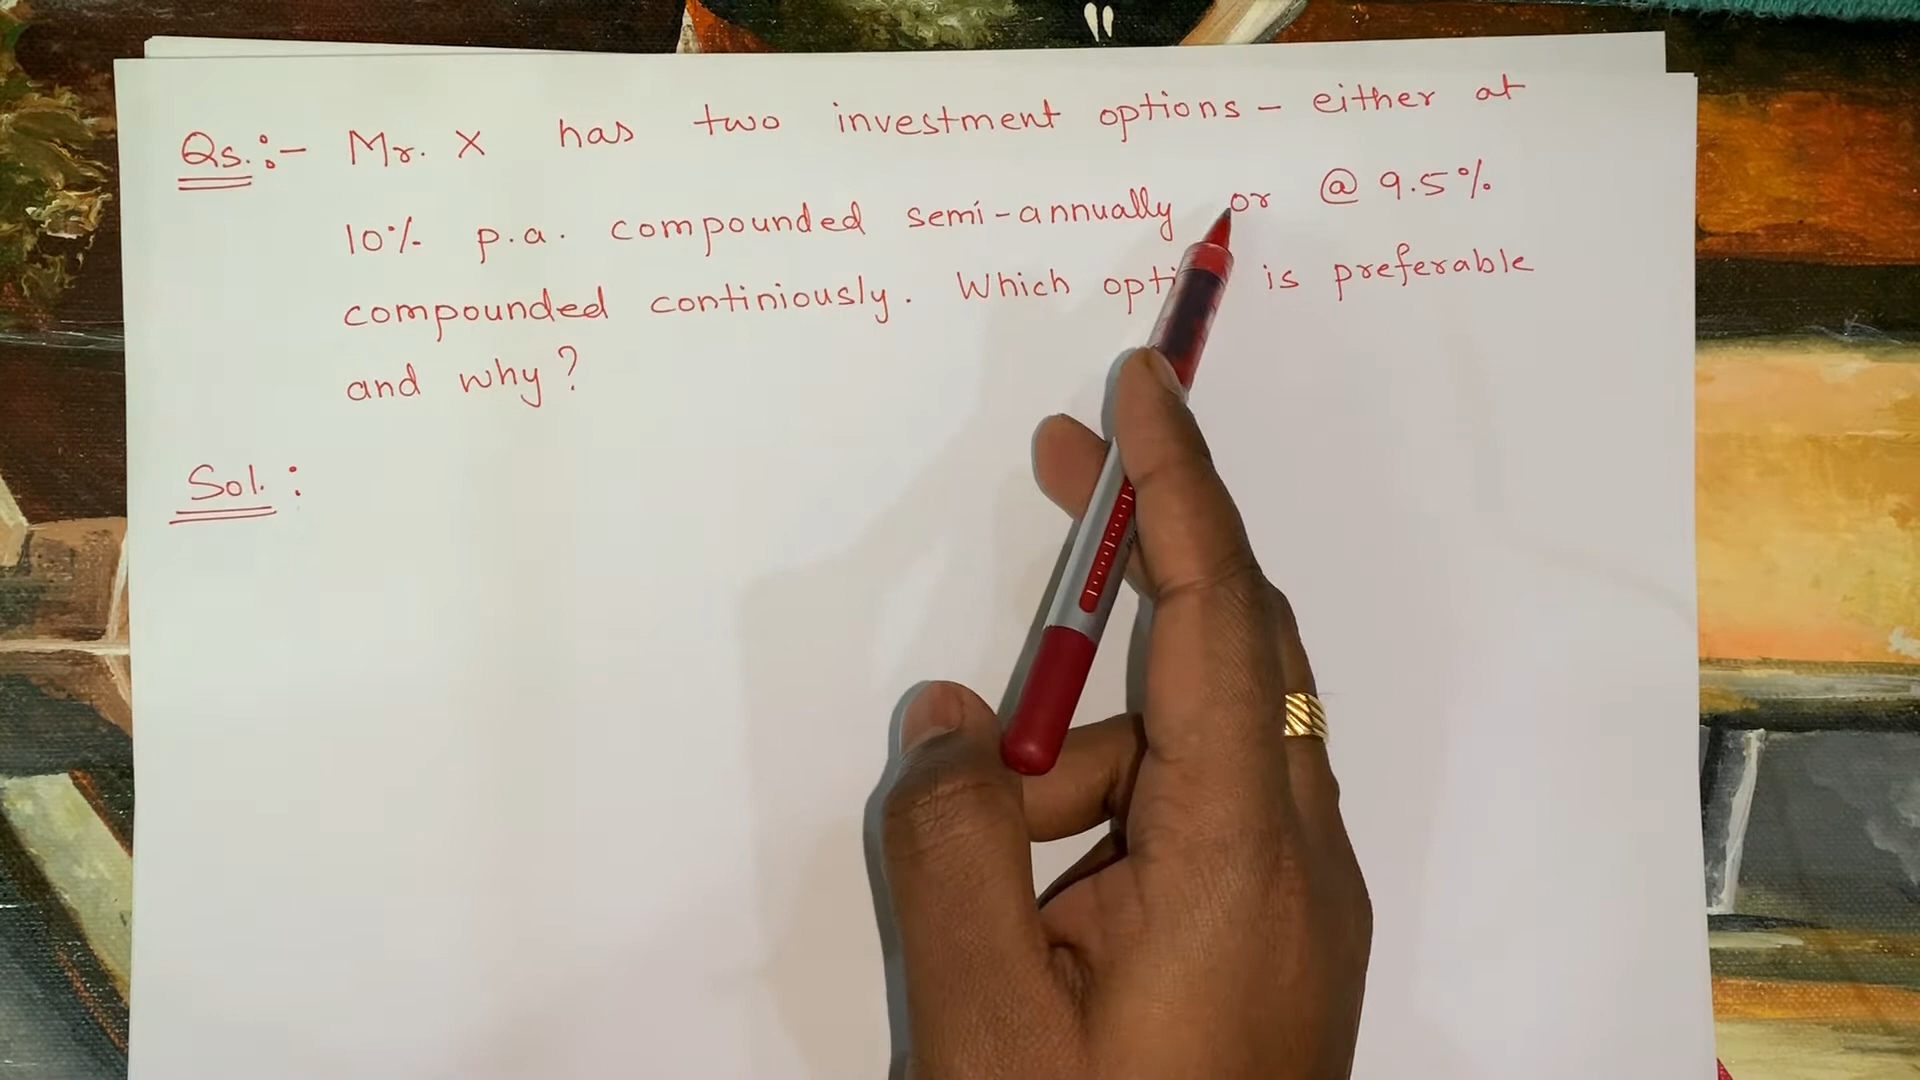 Qs.:- Mr. X has two investment options - either at
10% p.a. compounded semi-annually or @ 9.5%
compounded continiously. Which is preferable
and why?
Sol. :